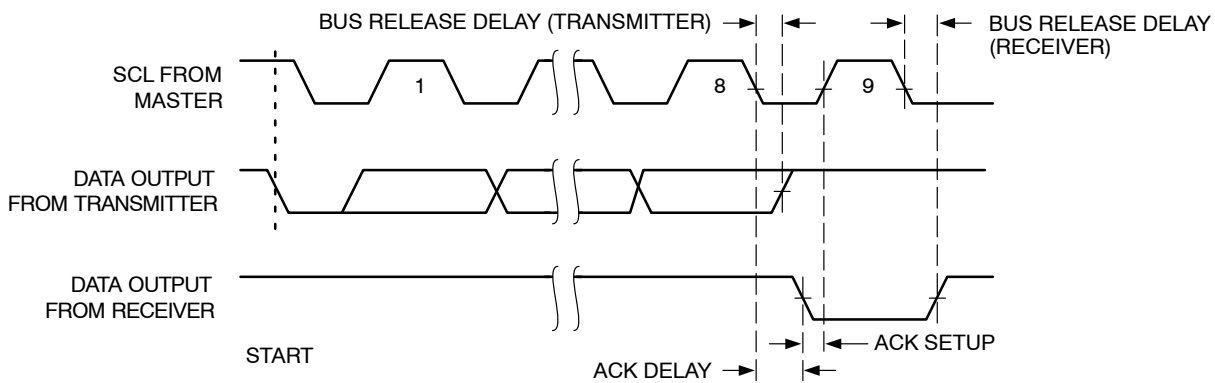 BUS RELEASE DELAY (TRANSMITTER)
BUS RELEASE DELAY
(RECEIVER)
SCL FROM
MASTER
1
8
9
DATA OUTPUT
FROM TRANSMITTER
DATA OUTPUT
FROM RECEIVER
START
ACK SETUP
ACK DELAY